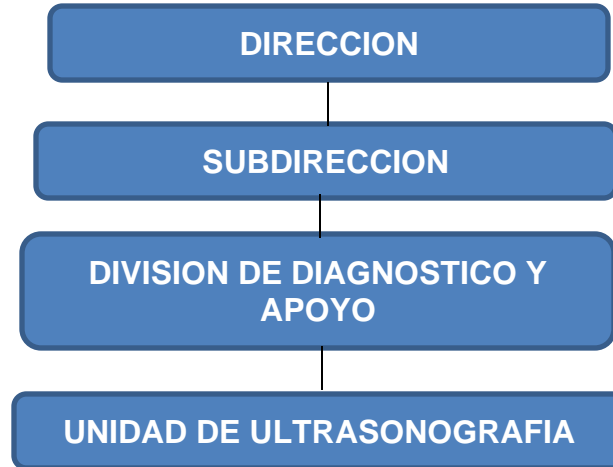 DIRECCION
SUBDIRECCION
DIVISION DE DIAGNOSTICO Y
APOYO
UNIDAD DE ULTRASONOGRAFIA